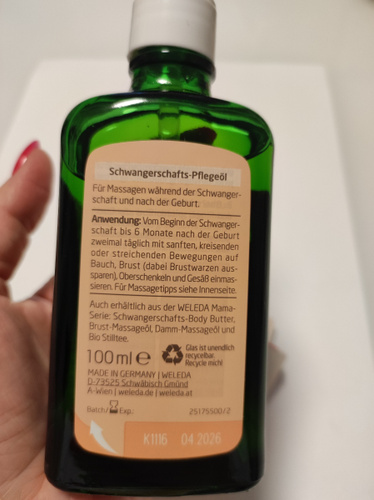 Schwangerschafts-Pflegeöl
Für Massagen während der Schwanger-
schaft und nach der Geburt.
Anwendung: Vom Beginn der Schwanger-
schaft bis 6 Monate nach der Geburt
zweimal täglich mit sanften, kreisenden
oder streichenden Bewegungen auf
Bauch, Brust (dabei Brustwarzen aus-
sparen), Oberschenkeln und Gesäß einmas-
sieren. Für Massagetipps siehe Innenseite.
Auch erhältlich aus der WELEDA Mama-
Serie: Schwangerschafts-Body Butter,
Brust-Massageöl, Damm-Massageöl und
Bio Stilltee.
100 ml e
Glas ist unendlich
recycelbar.
Recycle mich!
MADE IN GERMANY | WELEDA
D-73525 Schwäbisch Gmünd
A-Wien | weleda.de | weleda.at
Batch/ Exp.: 25175500/2
K1116 04 2026